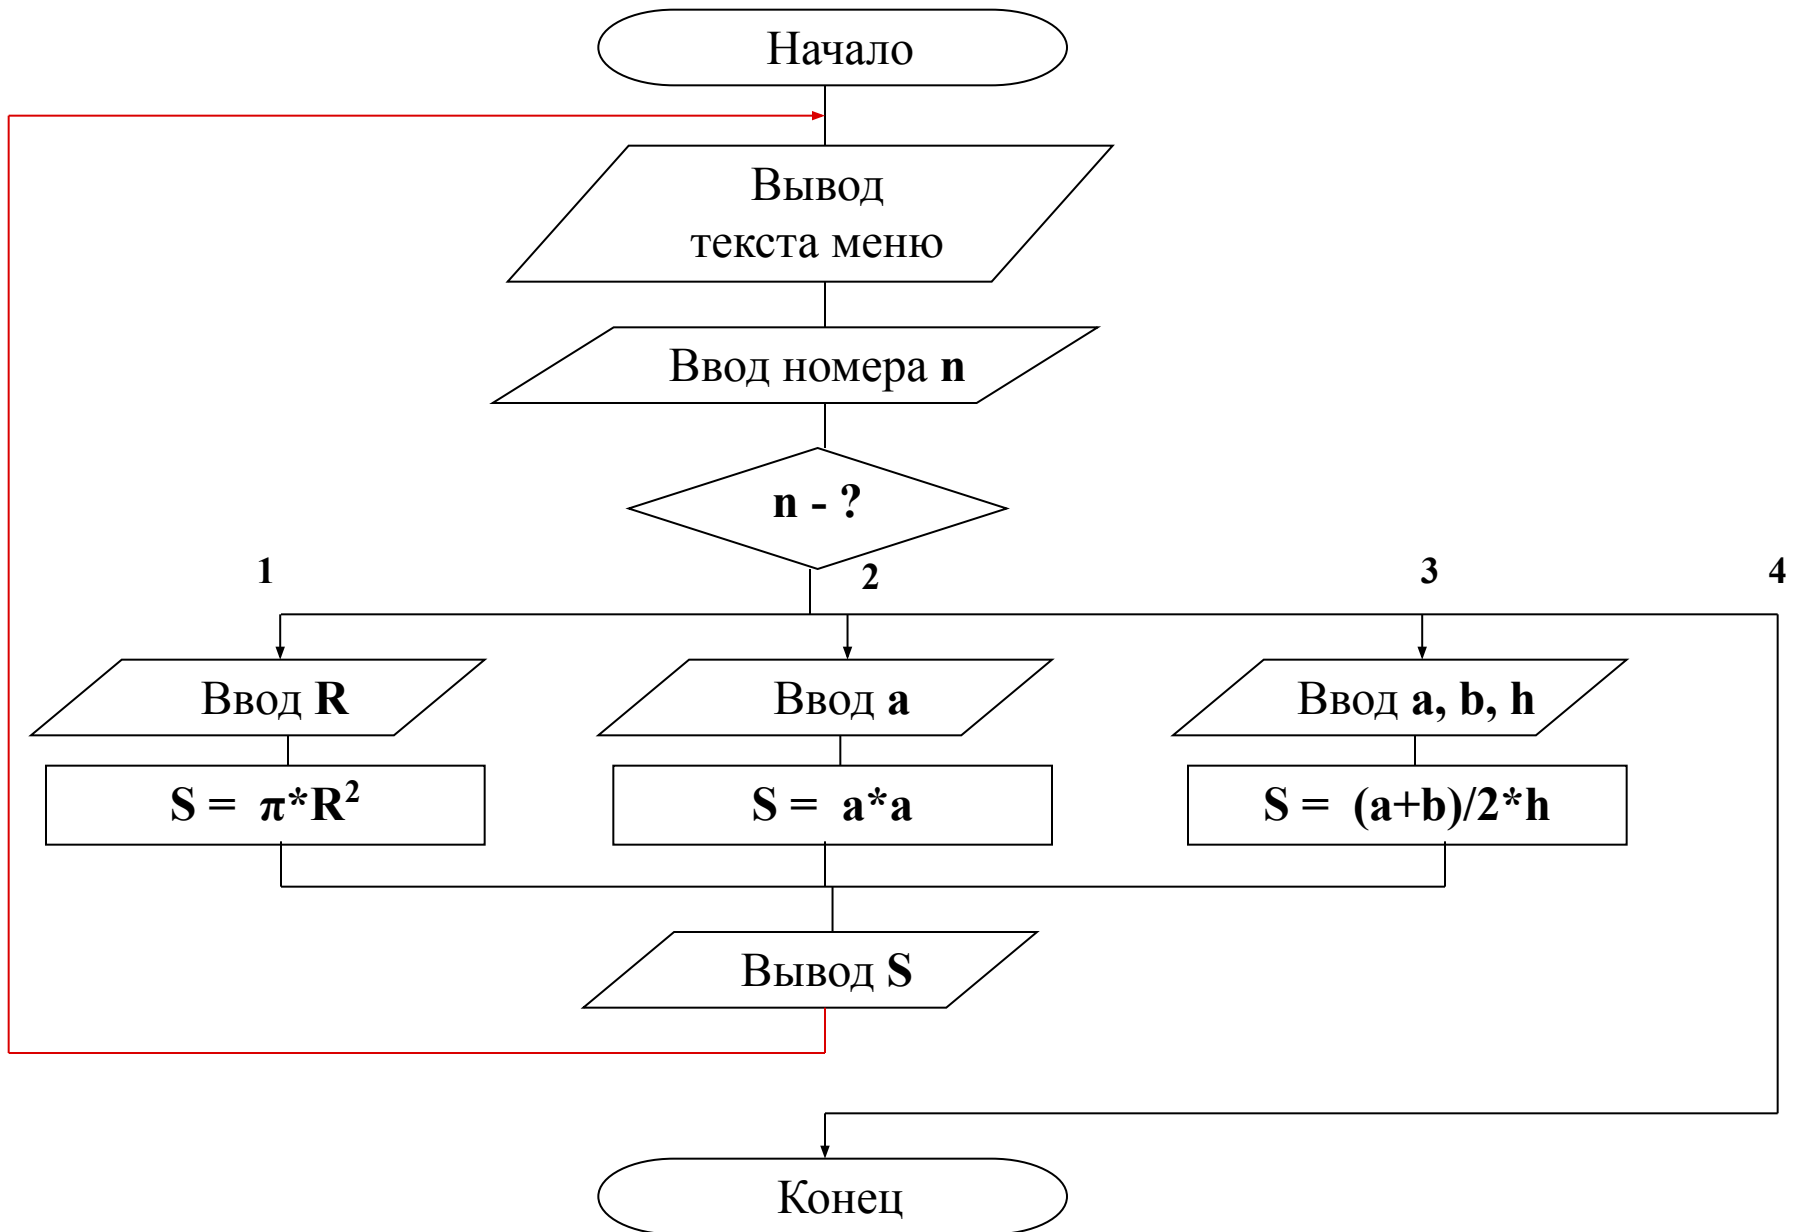 Начало
Вывод
текста меню
Ввод номера n
n - ?
1
2
3
4
Ввод R
Ввод a
Ввод a, b, h
S = π*R²
S = a*a
S = (a+b)/2*h
Вывод S
Конец